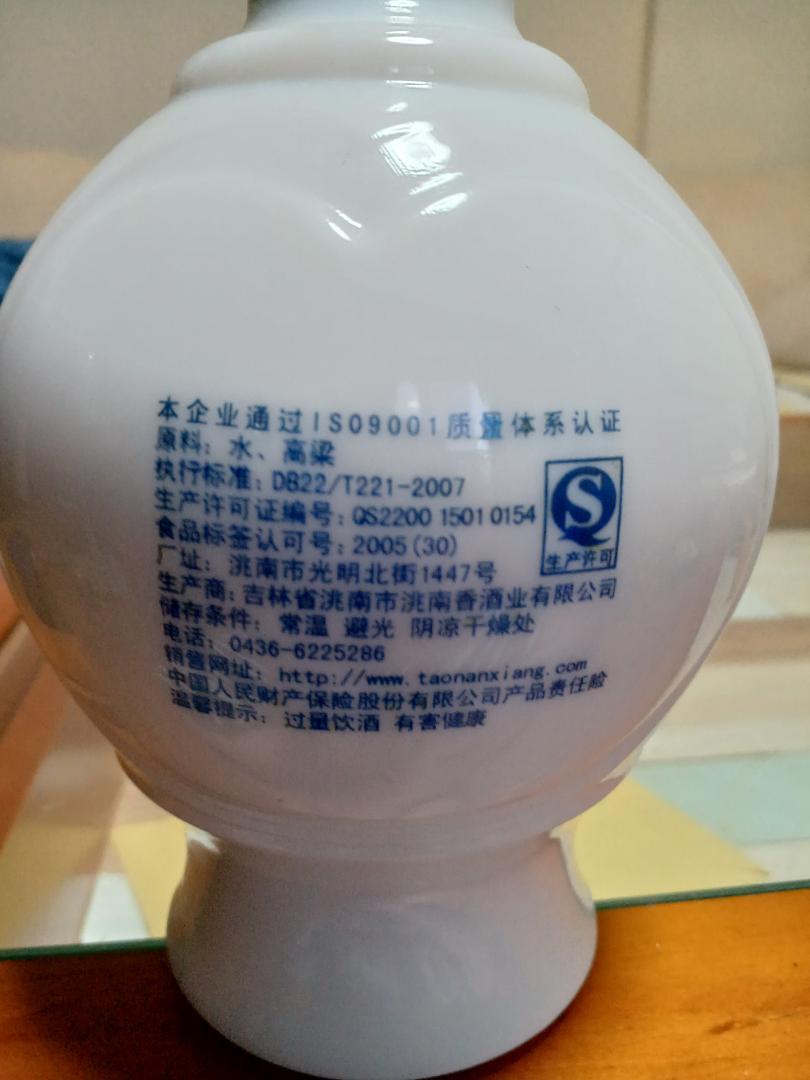 本企业通过ISO9001质量体系认证
原料：水、高粱
执行标准：DB22/T221-2007
生产许可证编号：QS2200 1501 0154
食品标签认可号：2005(30)
厂址：洮南市光明北街1447号
生产许可
生产商：吉林省洮南市洮南香酒业有限公司
储存条件：常温 避光 阴凉干燥处
电话：0436-6225286
销售网址：http://www.taonanxiang.com
中国人民财产保险股份有限公司产品责任险
温馨提示：过量饮酒 有害健康